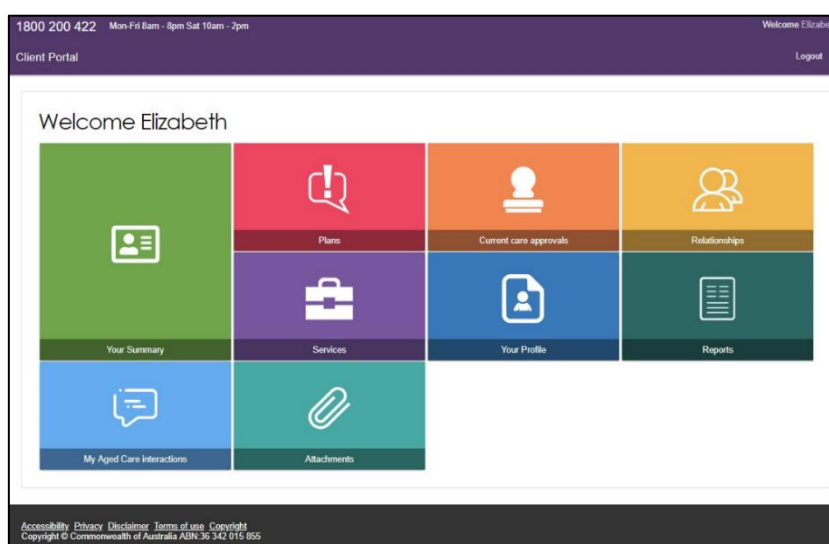 1800 200 422 Mon-Fri 8am - 8pm Sat 10am - 2pm
Welcome Elizabe
Client Portal
Logout
Welcome Elizabeth
Plans
Current care approvals
Relationships
Your Summary
Services
Your Profile
Reports
My Aged Care interactions
Attachments
Accessibility Privacy Disclaimer Terms of use Copyright
Copyright © Commonwealth of Australia ABN:36 342 015 855